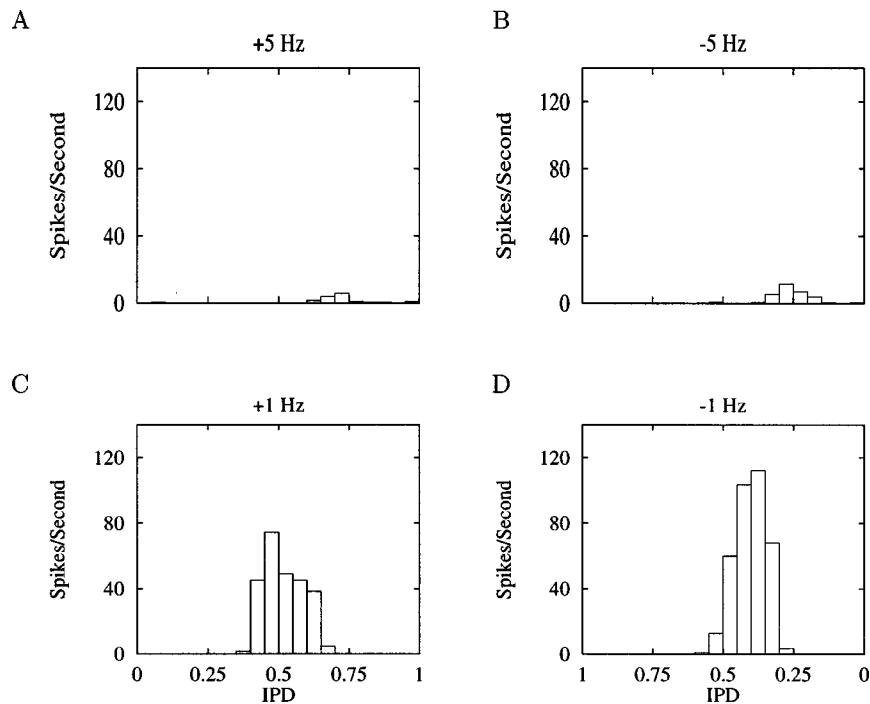 A
+5 Hz
Spikes/Second
120
80
40
0
B
-5 Hz
Spikes/Second
120
80
40
0
C
+1 Hz
Spikes/Second
120
80
40
0
0 0.25 0.5 0.75 1
IPD
D
-1 Hz
Spikes/Second
120
80
40
0
1 0.75 0.5 0.25 0
IPD